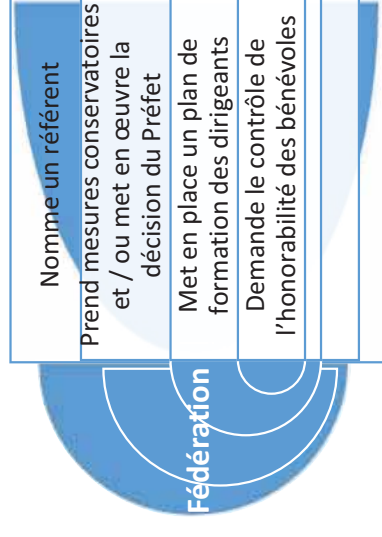 Fédération
Nomme un référent
Prend mesures conservatoires
et / ou met en œuvre la
décision du Préfet
Met en place un plan de
formation des dirigeants
Demande le contrôle de
l'honorabilité des bénévoles